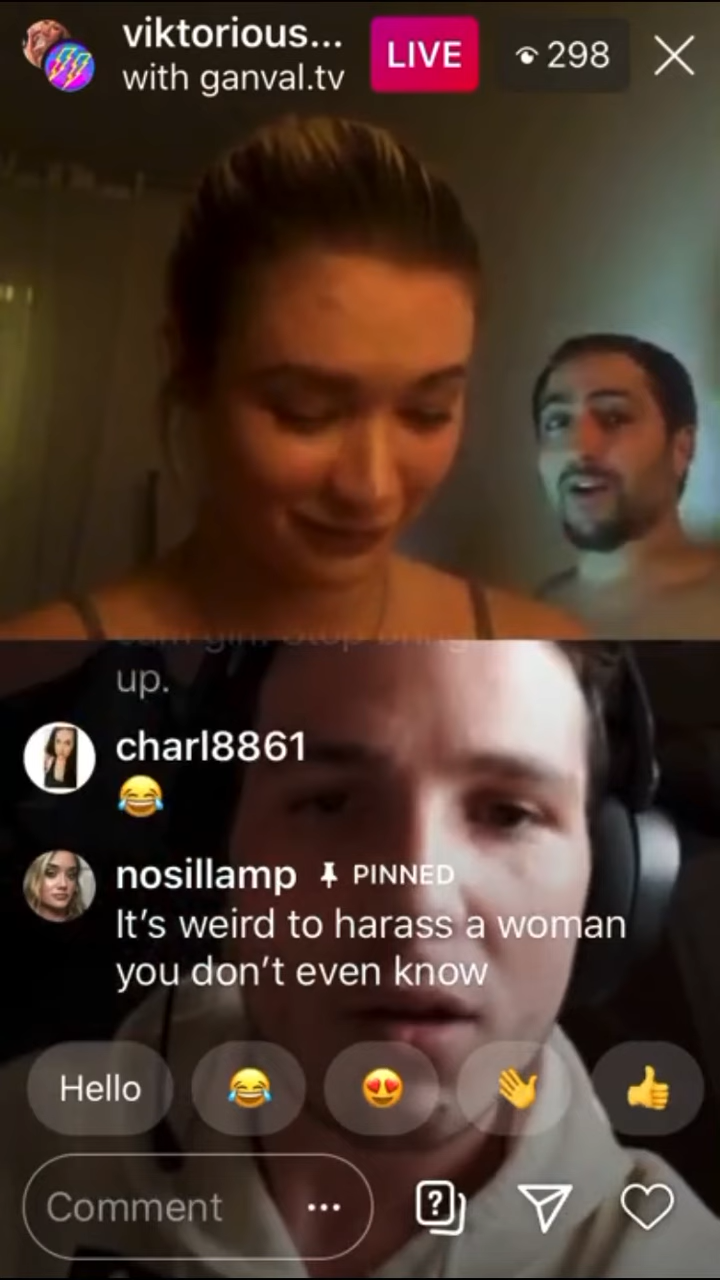 viktorious...
with ganval.tv
LIVE
298
up.
charl8861
😂
nosillamp PINNED
It's weird to harass a woman
you don't even know
Hello 😂 😍 👋 👍
Comment ...